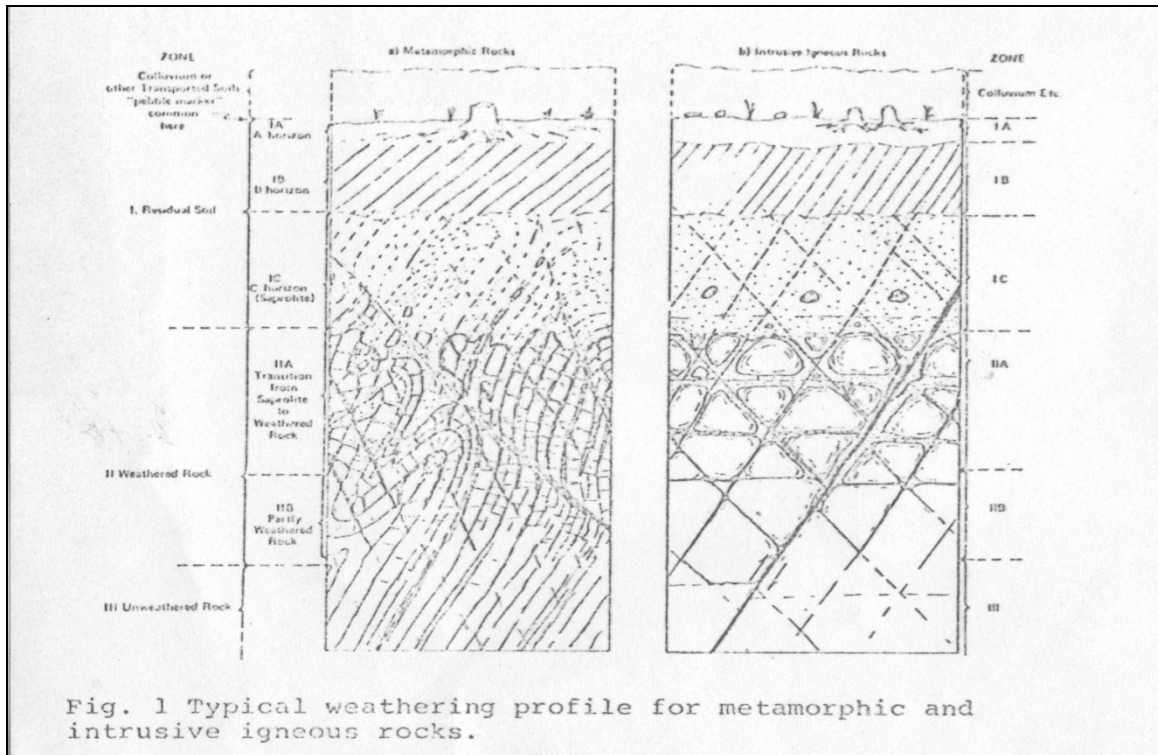 a) Metamorphic Rocks
b) Intrusive Igneous Rocks
ZONE
Colluvium or
other Transported Soils
"pebble marker"
common
here
IA
A horizon
IB
B horizon
I. Residual Soil
IC
C horizon
(Saprolite)
IIA
Transition
from
Saprolite
to
Weathered
Rock
II Weathered Rock
IIB
Partly
Weathered
Rock
III Unweathered Rock
ZONE
Colluvium Etc.
IA
IB
IC
IIA
IIB
III
Fig. 1 Typical weathering profile for metamorphic and
intrusive igneous rocks.